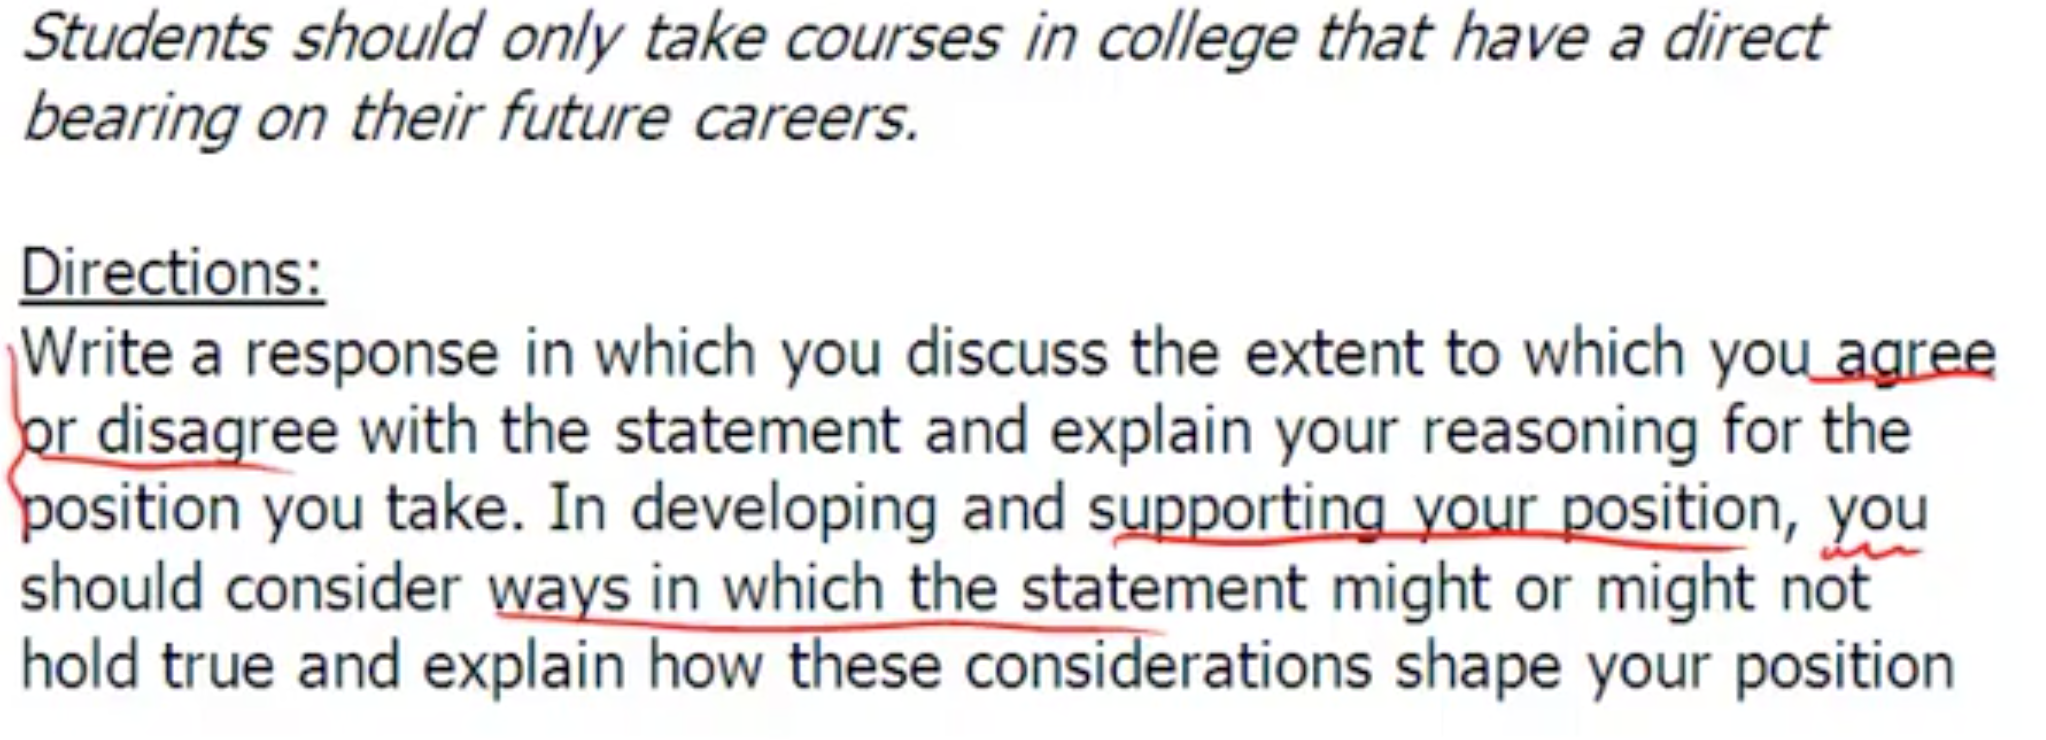 Students should only take courses in college that have a direct
bearing on their future careers.
Directions:
Write a response in which you discuss the extent to which you agree
or disagree with the statement and explain your reasoning for the
position you take. In developing and supporting your position, you
should consider ways in which the statement might or might not
hold true and explain how these considerations shape your position